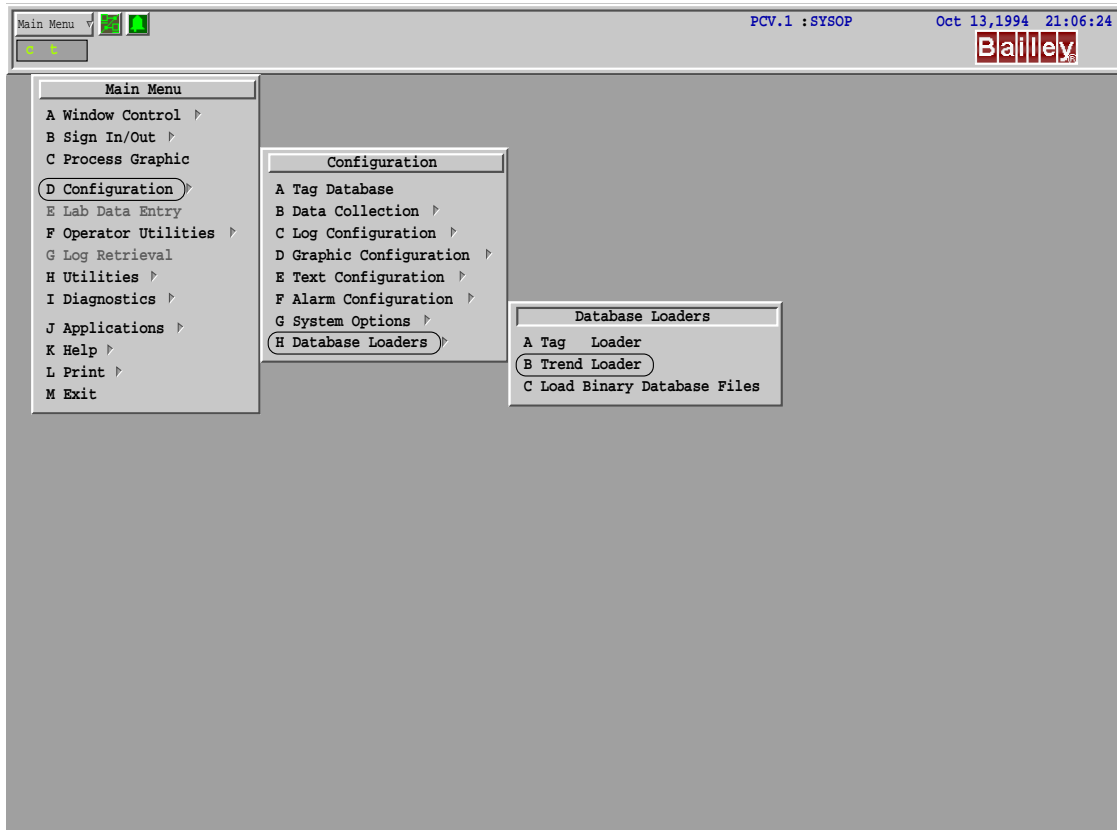 Main Menu PCV.1 :SYSOP Oct 13,1994 21:06:24
c t
Bailey®
Main Menu
A Window Control
B Sign In/Out
C Process Graphic
D Configuration
E Lab Data Entry
F Operator Utilities
G Log Retrieval
H Utilities
I Diagnostics
J Applications
K Help
L Print
M Exit
Configuration
A Tag Database
B Data Collection
C Log Configuration
D Graphic Configuration
E Text Configuration
F Alarm Configuration
G System Options
H Database Loaders
Database Loaders
A Tag Loader
B Trend Loader
C Load Binary Database Files